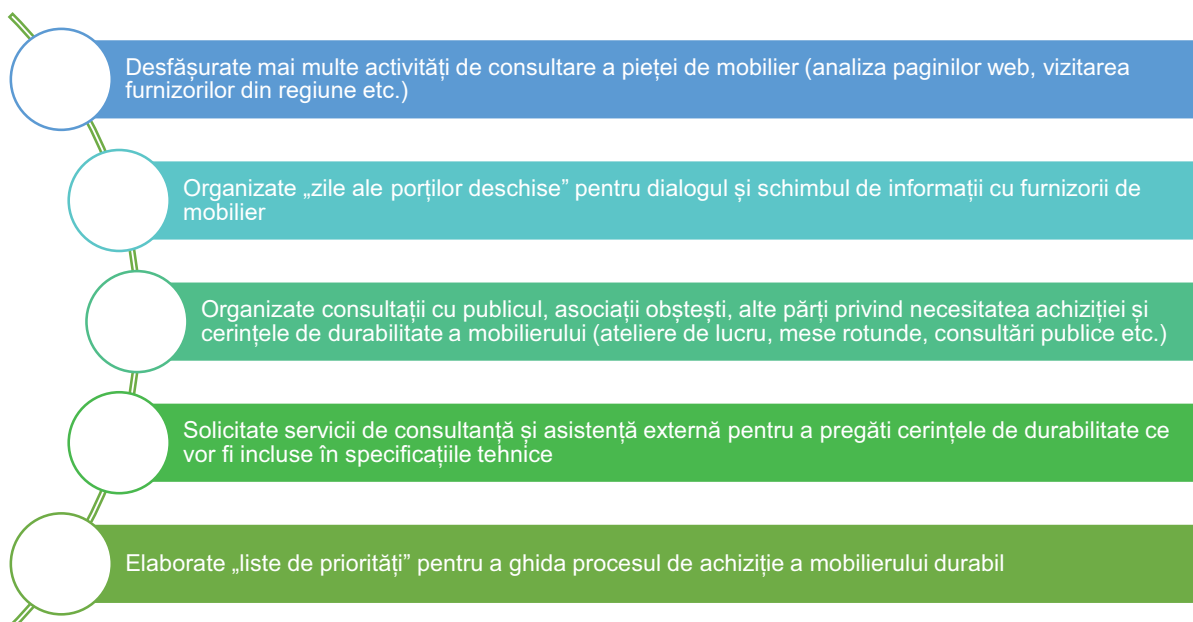 Desfășurate mai multe activități de consultare a pieței de mobilier (analiza paginilor web, vizitarea
furnizorilor din regiune etc.)
Organizate „zile ale porților deschise” pentru dialogul și schimbul de informații cu furnizorii de
mobilier
Organizate consultații cu publicul, asociații obștești, alte părți privind necesitatea achiziției și
cerințele de durabilitate a mobilierului (ateliere de lucru, mese rotunde, consultări publice etc.)
Solicitate servicii de consultanță și asistență externă pentru a pregăti cerințele de durabilitate ce
vor fi incluse în specificațiile tehnice
Elaborate „liste de priorități” pentru a ghida procesul de achiziție a mobilierului durabil